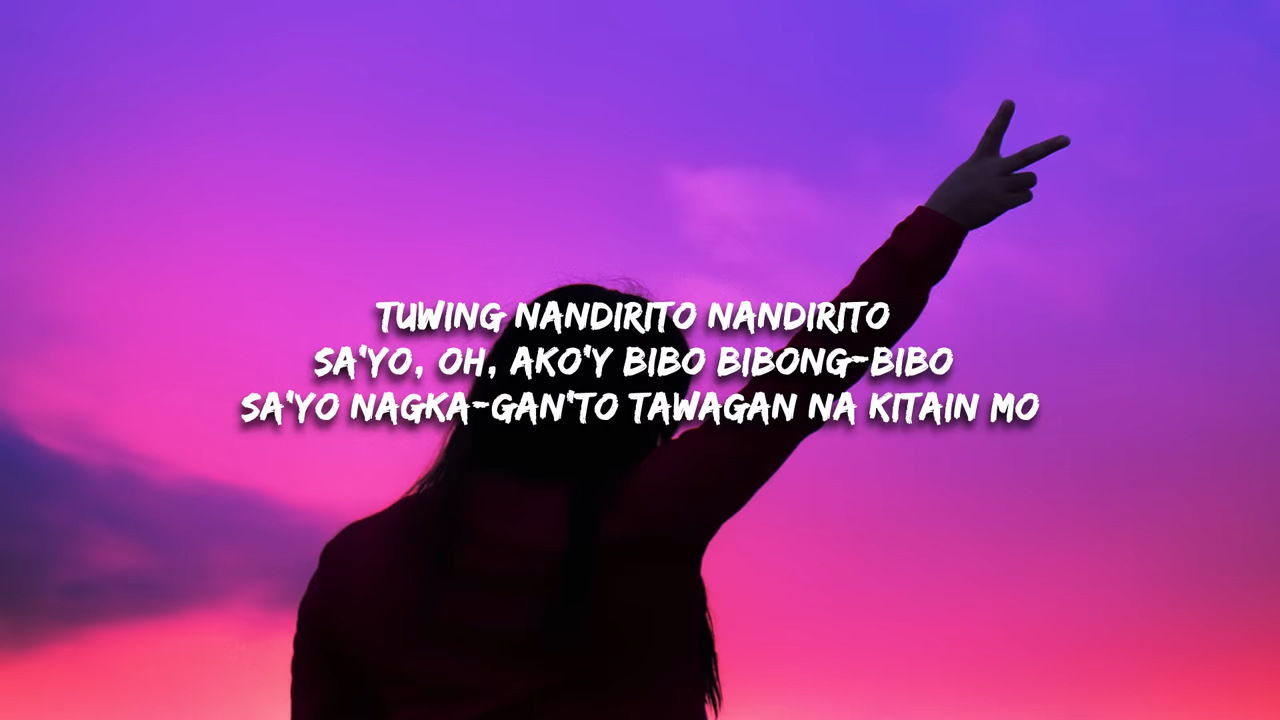 TUWING NANDIRITO NANDIRITO
SA'YO, OH, AKO'Y BIBO BIBONG-BIBO
SA'YO NAGKA-GAN'TO TAWAGAN NA KITAIN MO